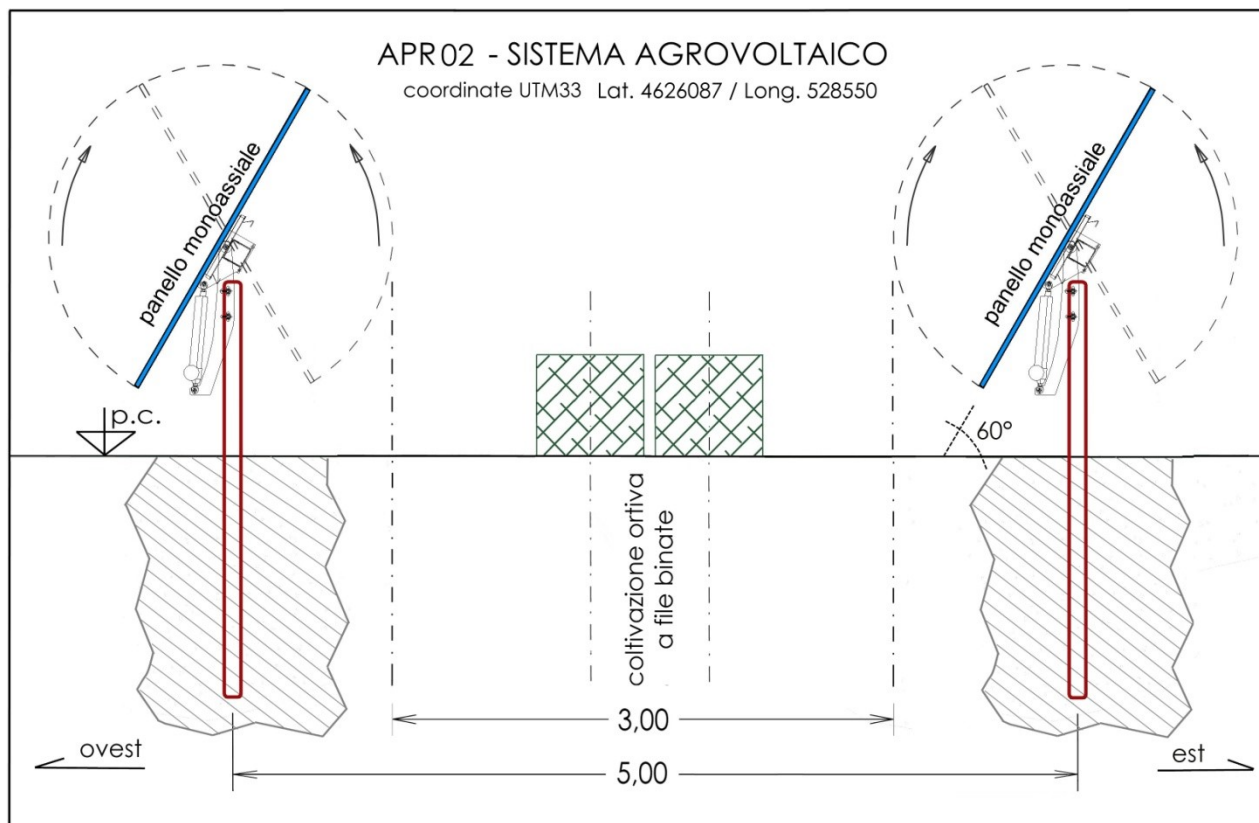 APR02 - SISTEMA AGROVOLTAICO
coordinate UTM33 Lat. 4626087 / Long. 528550
panello monoassiale
panello monoassiale
p.c.
60°
coltivazione ortiva
a file binate
3,00
ovest
est
5,00